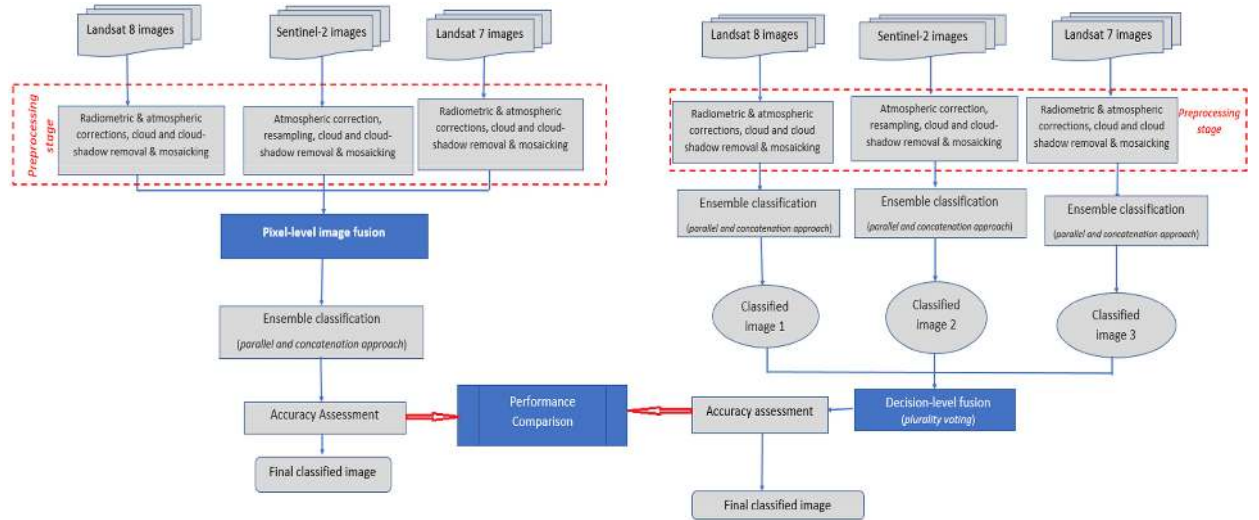 Landsat 8 images
Sentinel-2 images
Landsat 7 images
Preprocessing
stage
Radiometric & atmospheric
corrections, cloud and cloud-
shadow removal & mosaicking
Atmospheric correction,
resampling, cloud and cloud-
shadow removal & mosaicking
Radiometric & atmospheric
corrections, cloud and cloud-
shadow removal & mosaicking
Pixel-level image fusion
Ensemble classification
(parallel and concatenation approach)
Accuracy Assessment
Final classified image
Performance
Comparison
Landsat 8 images
Sentinel-2 images
Landsat 7 images
Radiometric & atmospheric
corrections, cloud and cloud
shadow removal & mosaicking
Atmospheric correction,
resampling, cloud and cloud
shadow removal & mosaicking
Radiometric & atmospheric
corrections, cloud and cloud
shadow removal & mosaicking
Preprocessing
stage
Ensemble classification
(parallel and concatenation approach)
Ensemble classification
(parallel and concatenation approach)
Ensemble classification
(parallel and concatenation approach)
Classified
image 1
Classified
image 2
Classified
image 3
Decision-level fusion
(plurality voting)
Accuracy assessment
Final classified image